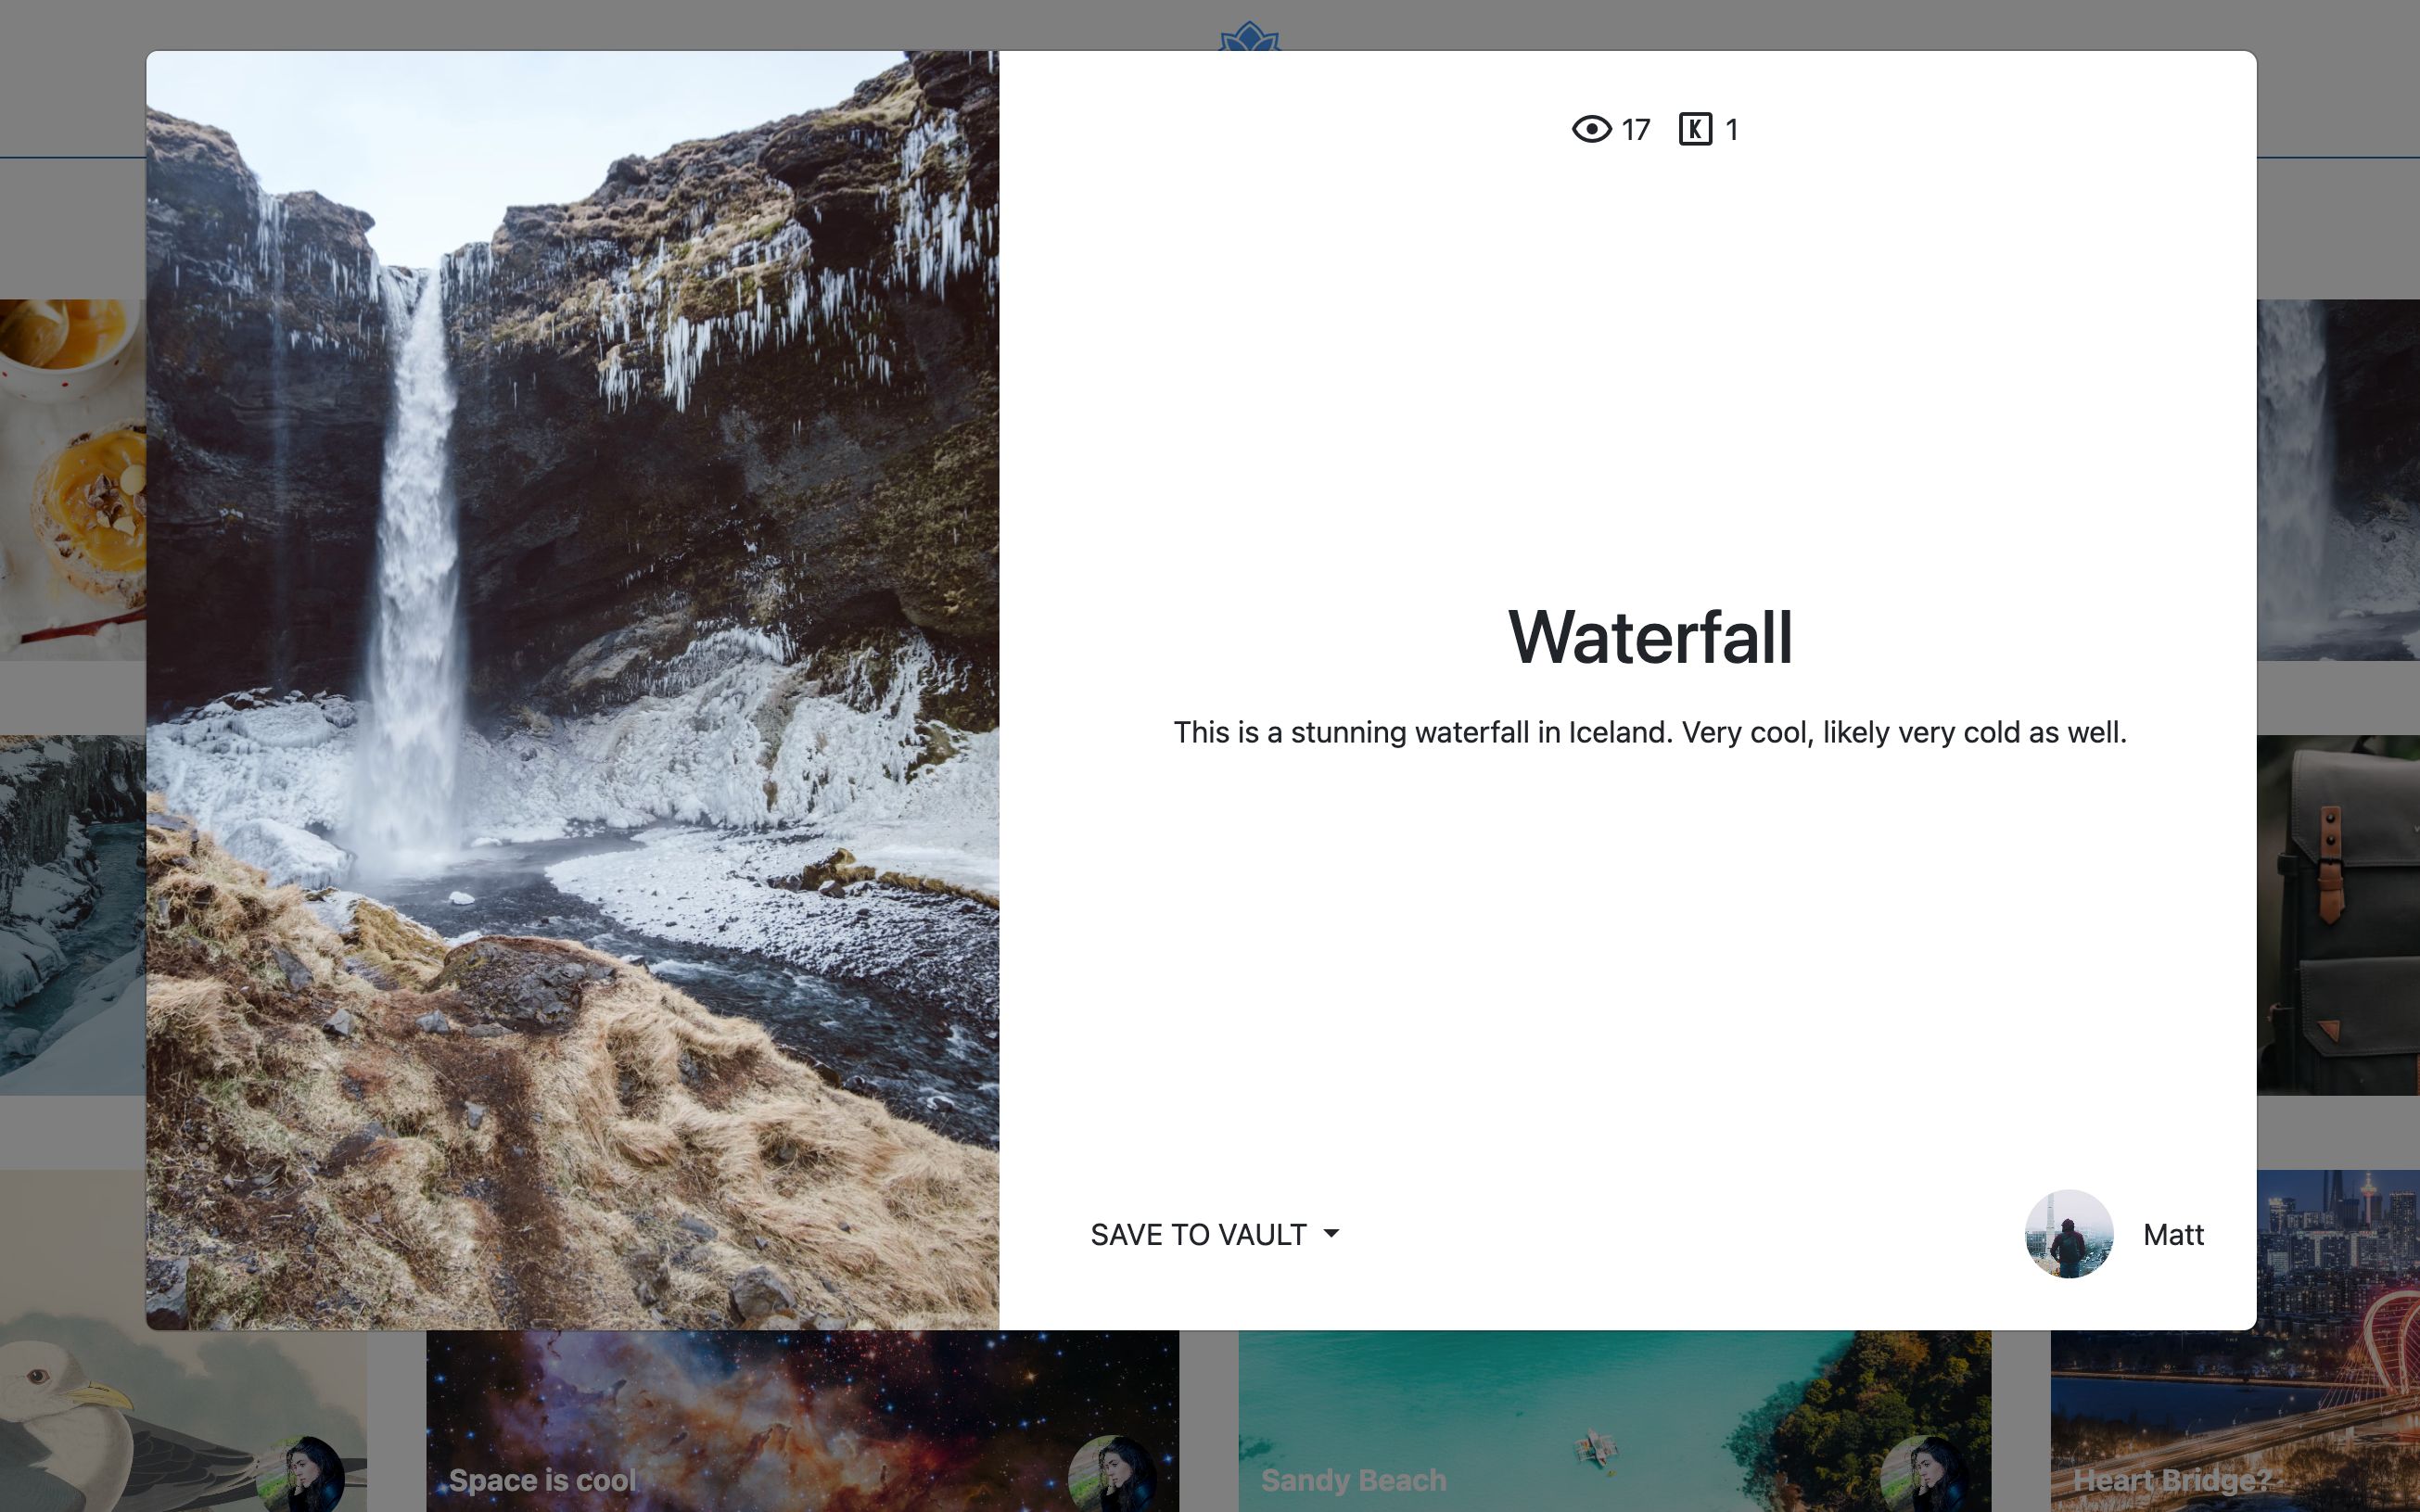 17 K 1
Waterfall
This is a stunning waterfall in Iceland. Very cool, likely very cold as well.
SAVE TO VAULT
Matt
Space is cool
Sandy Beach
Heart Bridge?